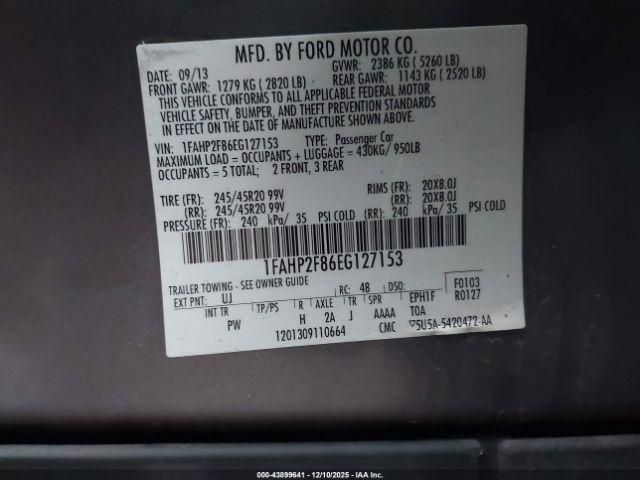 MFD. BY FORD MOTOR CO.
DATE: 09/13 GVWR: 2386 KG ( 5260 LB)
FRONT GAWR: 1279 KG ( 2820 LB) REAR GAWR: 1143 KG ( 2520 LB)
THIS VEHICLE CONFORMS TO ALL APPLICABLE FEDERAL MOTOR
VEHICLE SAFETY, BUMPER, AND THEFT PREVENTION STANDARDS
IN EFFECT ON THE DATE OF MANUFACTURE SHOWN ABOVE.
VIN: 1FAHP2F86EG127153 TYPE: Passenger Car
MAXIMUM LOAD = OCCUPANTS + LUGGAGE = 430KG/ 950LB
OCCUPANTS = 5 TOTAL; 2 FRONT, 3 REAR
TIRE (FR): 245/45R20 99V RIMS (FR): 20X8.0J
(RR): 245/45R20 99V (RR): 20X8.0J
PRESSURE (FR): 240 kPa/ 35 PSI COLD (RR): 240 kPa/ 35 PSI COLD
1FAHP2F86EG127153
TRAILER TOWING - SEE OWNER GUIDE
EXT PNT: UJ RC: 48 DSO: F0103
INT TR TP/PS R AXLE TR SPR EPH1F R0127
PW H 2A J AAAA TOA
1201309110664 CMC ▽5U5A-5420472-AA
000-43899641 - 12/10/2025 - IAA Inc.